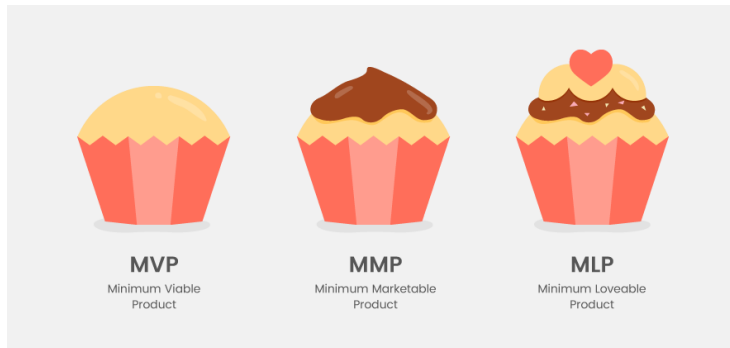 MVP
Minimum Viable
Product
MMP
Minimum Marketable
Product
MLP
Minimum Loveable
Product